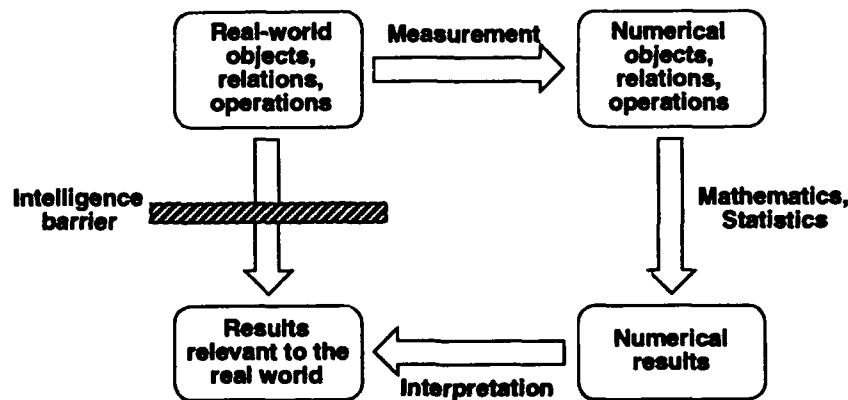 Real-world
objects,
relations,
operations
Measurement
Numerical
objects,
relations,
operations
Intelligence
barrier
Mathematics,
Statistics
Results
relevant to the
real world
Interpretation
Numerical
results